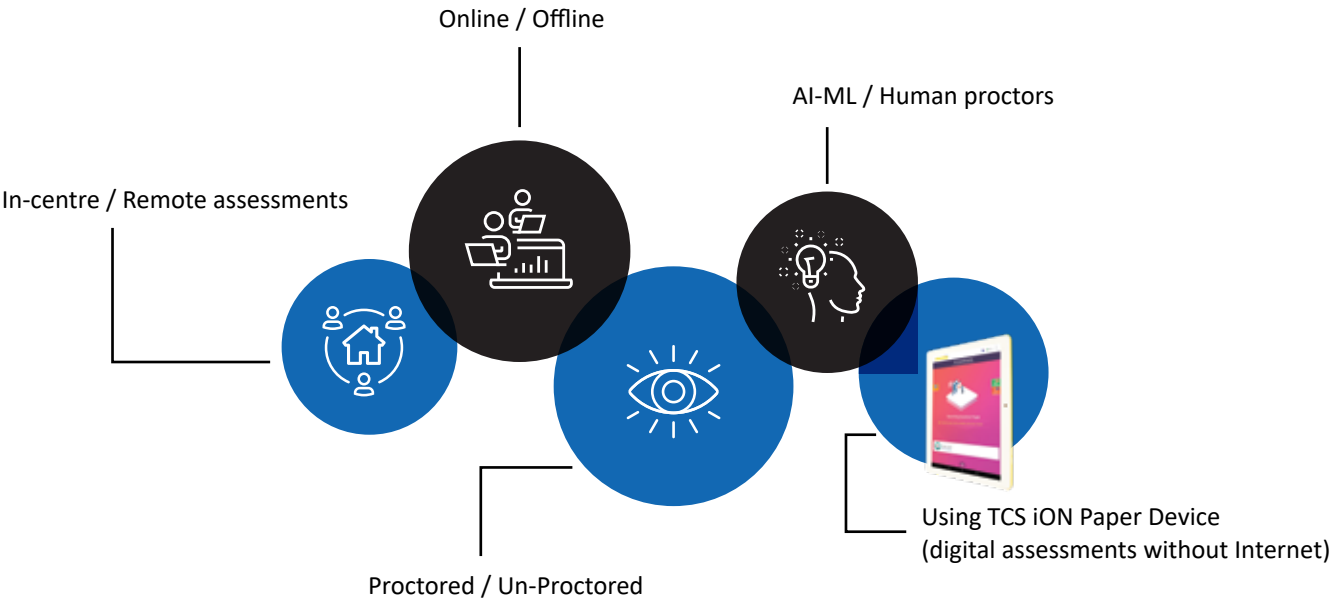 Online / Offline
AI-ML / Human proctors
In-centre / Remote assessments
Using TCS iON Paper Device
(digital assessments without Internet)
Proctored / Un-Proctored